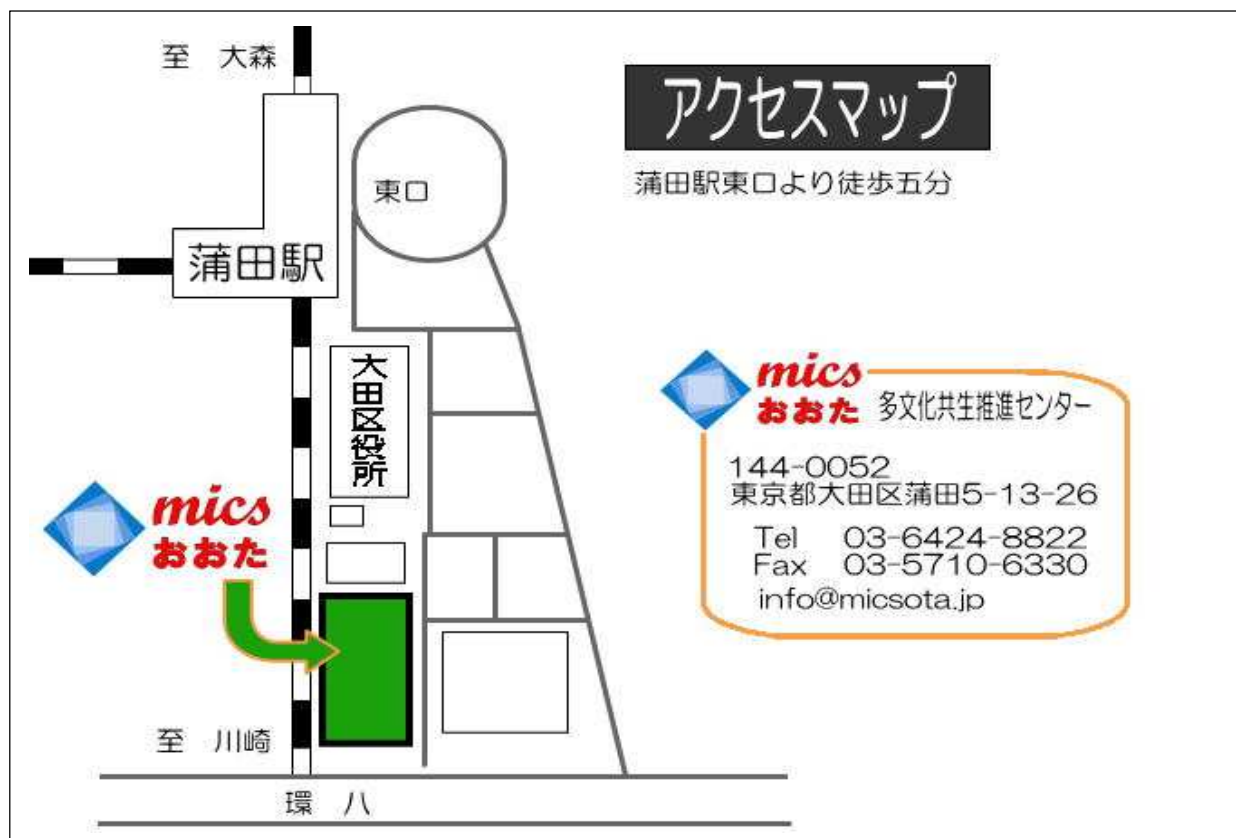 至 大森
アクセスマップ
蒲田駅東口より徒歩五分
東口
蒲田駅
大田区役所
mics
おおた
至 川崎
環 八
mics
おおた 多文化共生推進センター
144-0052
東京都大田区蒲田5-13-26
Tel 03-6424-8822
Fax 03-5710-6330
info@micsota.jp